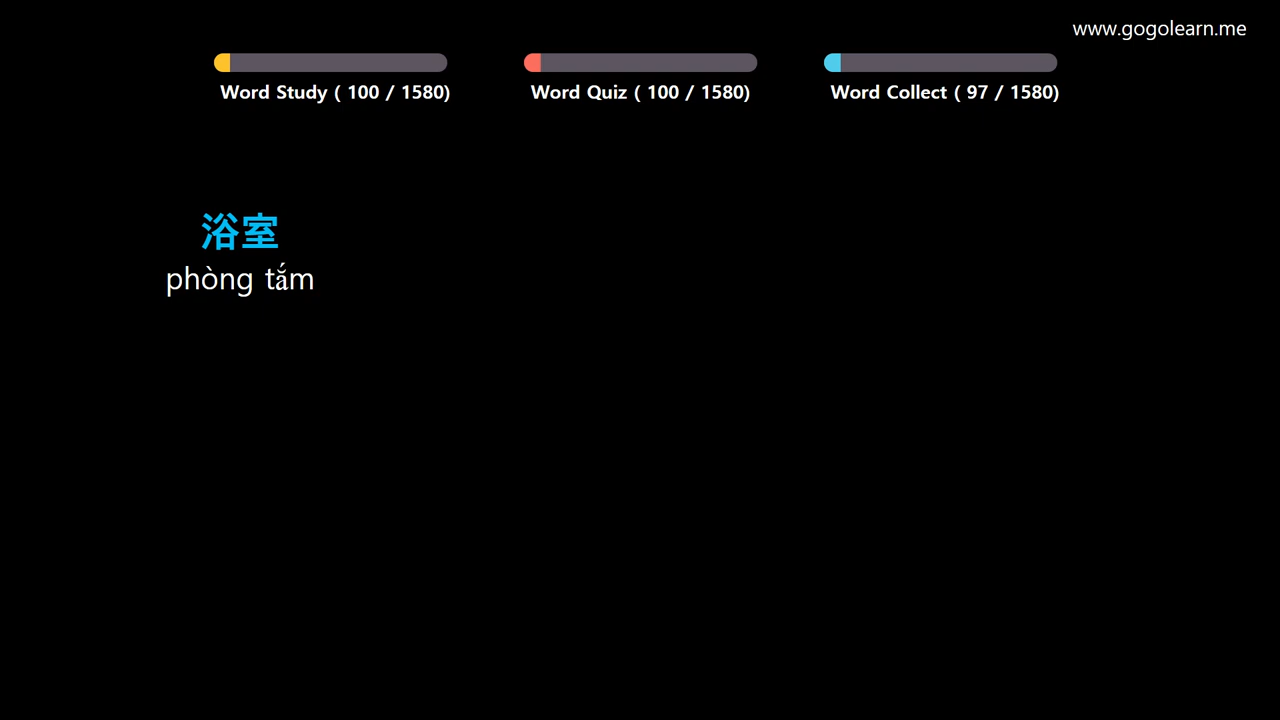 www.gogolearn.me
Word Study ( 100 / 1580)
Word Quiz ( 100 / 1580)
Word Collect ( 97 / 1580)
浴室
phòng tắm